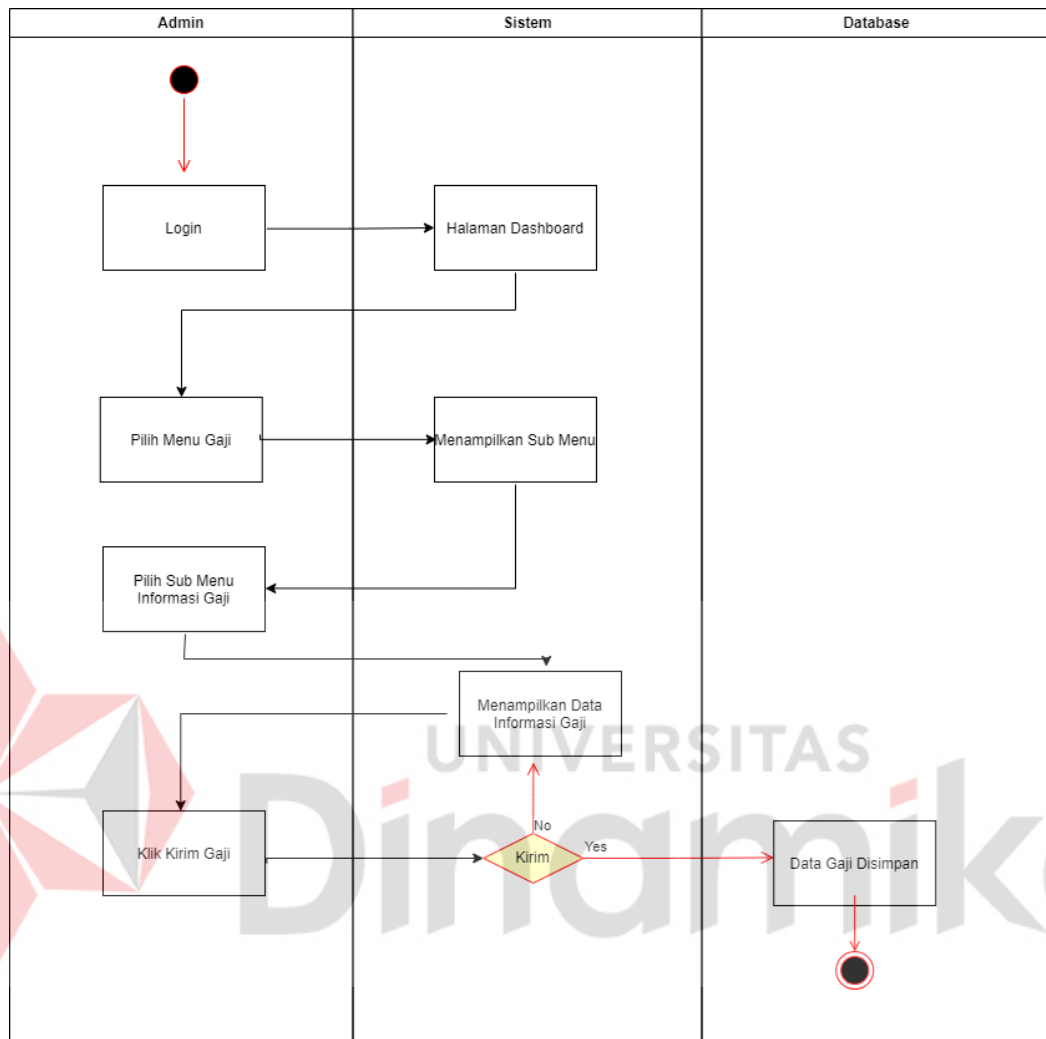 Admin
Sistem
Database
Login
Halaman Dashboard
Pilih Menu Gaji
Menampilkan Sub Menu
Pilih Sub Menu
Informasi Gaji
Menampilkan Data
Informasi Gaji
UNIVERSITAS
Dinamika
Klik Kirim Gaji
Kirim
No
Yes
Data Gaji Disimpan